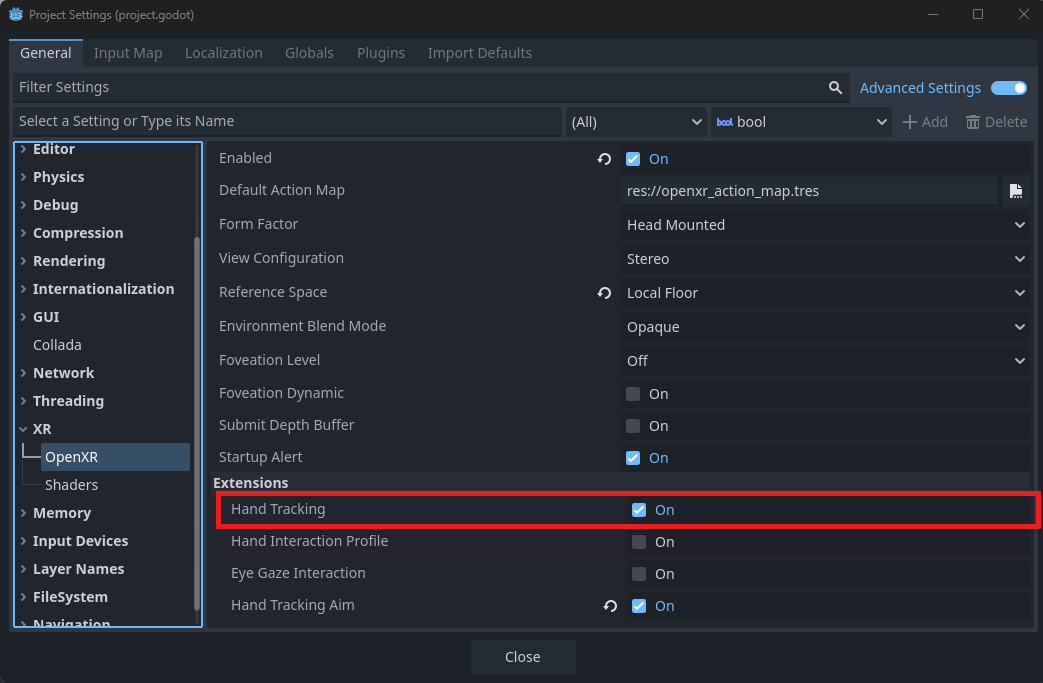 Project Settings (project.godot)
General Input Map Localization Globals Plugins Import Defaults
Filter Settings Advanced Settings
Select a Setting or Type its Name (All) bool bool Add Delete
Editor
Physics
Debug
Compression
Rendering
Internationalization
GUI
Collada
Network
Threading
XR
OpenXR
Shaders
Memory
Input Devices
Layer Names
FileSystem
Navigation
Enabled On
Default Action Map res://openxr_action_map.tres
Form Factor Head Mounted
View Configuration Stereo
Reference Space Local Floor
Environment Blend Mode Opaque
Foveation Level Off
Foveation Dynamic On
Submit Depth Buffer On
Startup Alert On
Extensions
Hand Tracking On
Hand Interaction Profile On
Eye Gaze Interaction On
Hand Tracking Aim On
Close